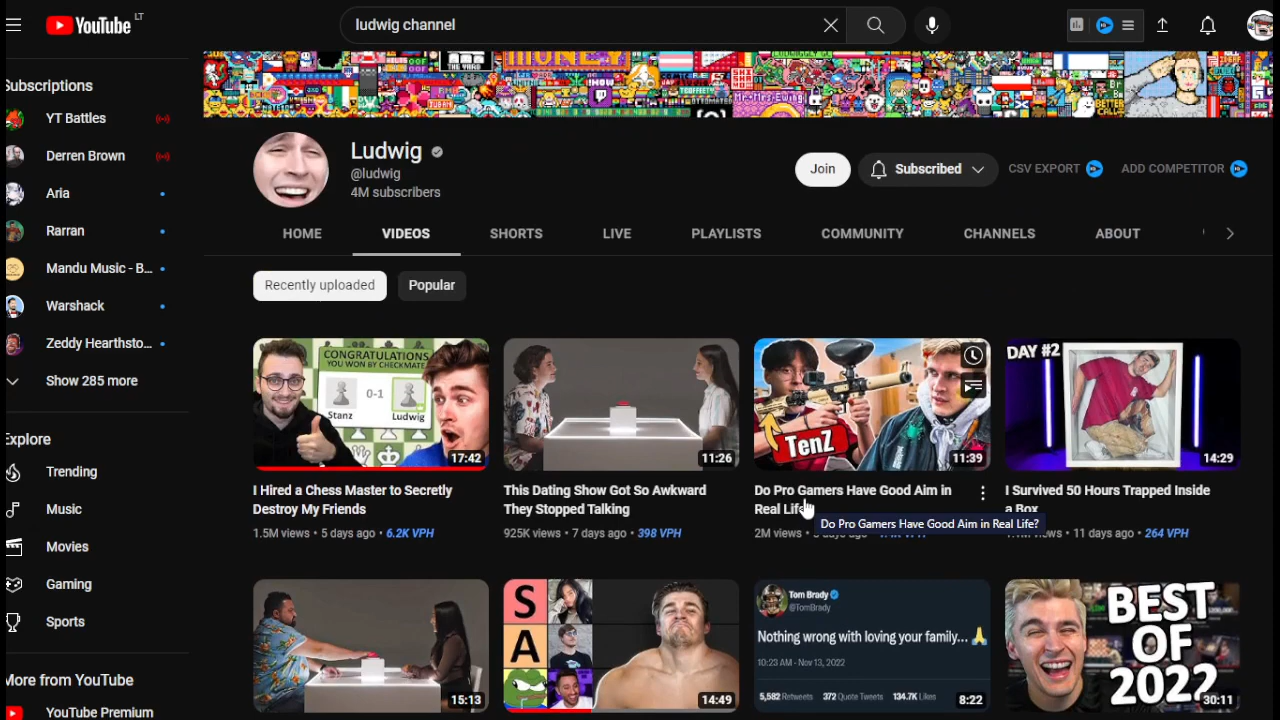 YouTube LT
ludwig channel
Subscriptions
YT Battles
Derren Brown
Aria
Rarran
Mandu Music - B...
Warshack
Zeddy Hearthsto...
Show 285 more
Explore
Trending
Music
Movies
Gaming
Sports
More from YouTube
YouTube Premium
Ludwig
@ludwig
4M subscribers
Join
Subscribed
CSV EXPORT
ADD COMPETITOR
HOME
VIDEOS
SHORTS
LIVE
PLAYLISTS
COMMUNITY
CHANNELS
ABOUT
Recently uploaded
Popular
CONGRATULATIONS
YOU WON BY CHECKMATE
Stanz
0-1
Ludwig
17:42
I Hired a Chess Master to Secretly
Destroy My Friends
1.5M views • 5 days ago • 6.2K VPH
11:26
This Dating Show Got So Awkward
They Stopped Talking
925K views • 7 days ago • 398 VPH
TenZ
11:39
Do Pro Gamers Have Good Aim in
Real Life?
Do Pro Gamers Have Good Aim in Real Life?
2M views •
DAY #2
14:29
I Survived 50 Hours Trapped Inside
a Box
views • 11 days ago • 264 VPH
15:13
S
A
14:49
Tom Brady
@TomBrady
Nothing wrong with loving your family... 🙏
10:23 AM - Nov 13, 2022
5,582 Retweets 372 Quote Tweets 134.7K Likes
8:22
BEST
OF
2022
30:11